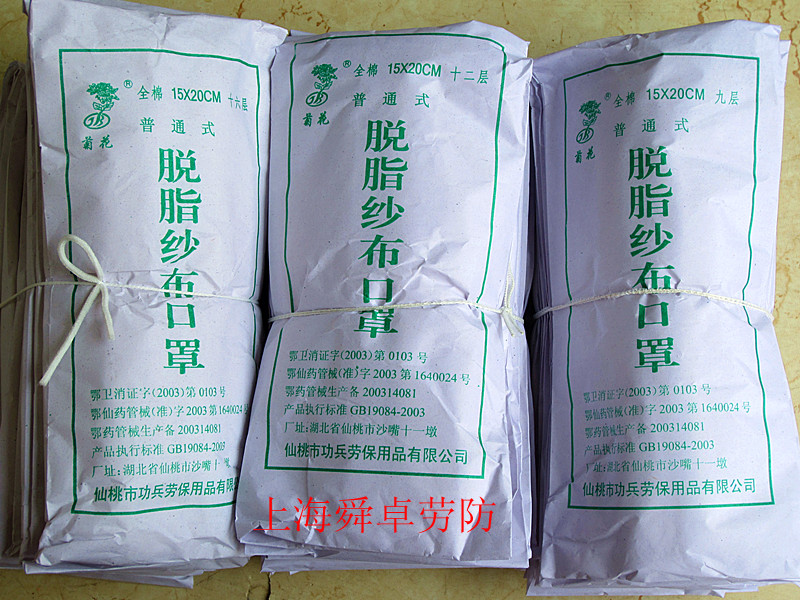 ® 全棉 15X20CM 十六层
菊花
普通式
脱脂纱布口罩
鄂卫消证字(2003)第 0103 号
鄂仙药管械(准)字 2003 第 1640024 号
鄂药管械生产备 200314081
产品执行标准 GB19084-2003
厂址:湖北省仙桃市沙嘴十
仙桃市功兵劳保用品有限
® 全棉 15X20CM 十二层
菊花
普通式
脱脂纱布口罩
鄂卫消证字(2003)第 0103 号
鄂仙药管械(准)字 2003 第 1640024 号
鄂药管械生产备 200314081
产品执行标准 GB19084-2003
厂址:湖北省仙桃市沙嘴十一墩
仙桃市功兵劳保用品有限公司
® 全棉 15X20CM 九层
菊花
普通式
脱脂纱布口罩
鄂卫消证字(2003)第 0103 号
鄂仙药管械(准)字 2003 第 1640024 号
鄂药管械生产备 200314081
产品执行标准 GB19084-2003
厂址:湖北省仙桃市沙嘴十一墩
仙桃市功兵劳保用品有限公司
上海舜卓劳防